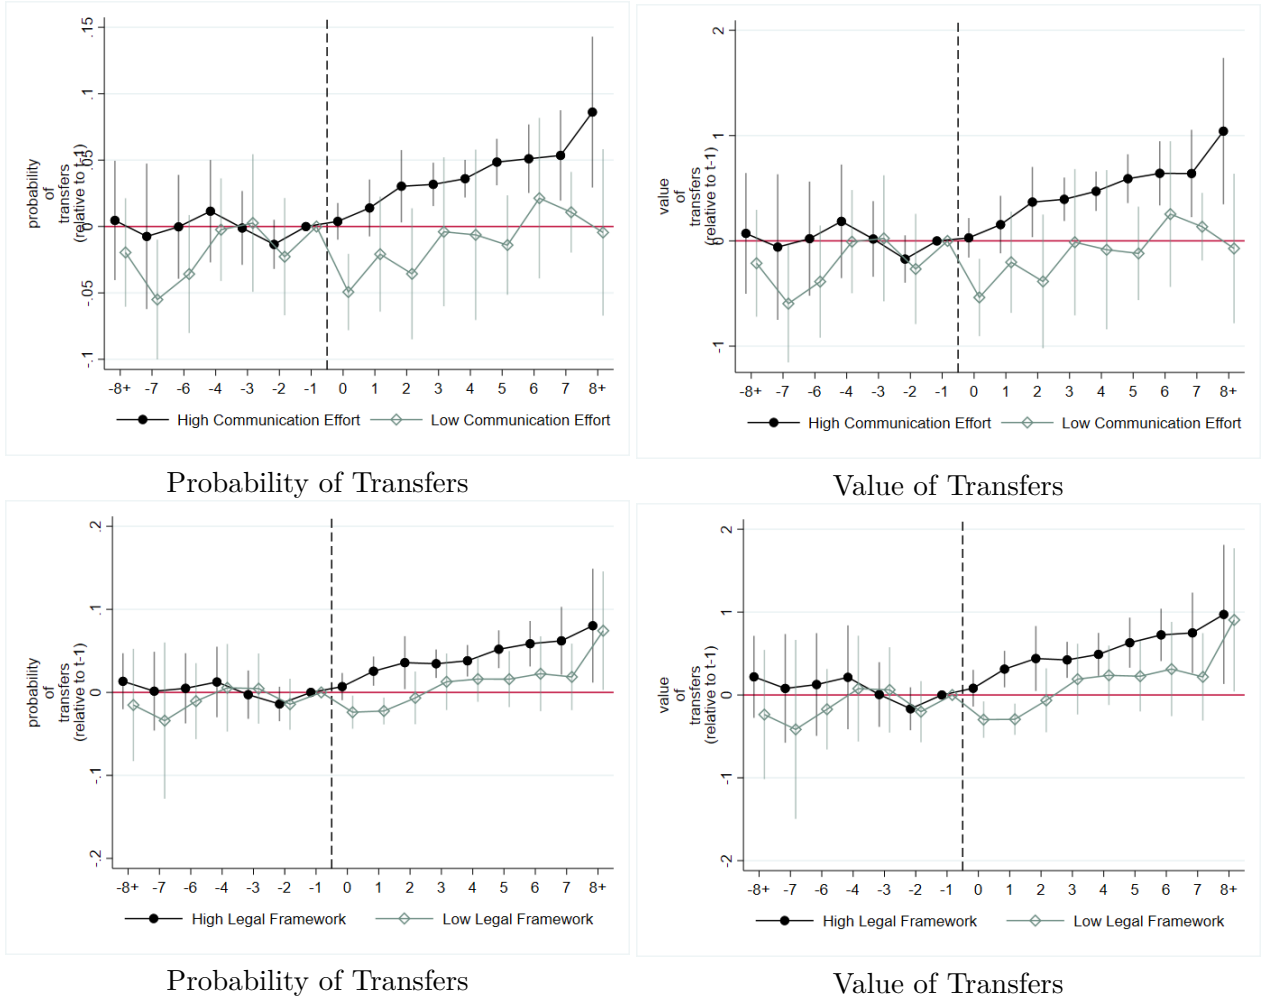 .15
.1
.05
0
-.05
-.1
probability
of
transfers
(relative to t-1)
-8+ -7 -6 -4 -3 -2 -1 0 1 2 3 4 5 6 7 8+
High Communication Effort Low Communication Effort
Probability of Transfers
2
1
0
-1
value
of
transfers
(relative to t-1)
-8+ -7 -6 -4 -3 -2 -1 0 1 2 3 4 5 6 7 8+
High Communication Effort Low Communication Effort
Value of Transfers
.2
.1
0
-.1
-.2
probability
of
transfers
(relative to t-1)
-8+ -7 -6 -4 -3 -2 -1 0 1 2 3 4 5 6 7 8+
High Legal Framework Low Legal Framework
Probability of Transfers
2
1
0
-1
-2
value
of
transfers
(relative to t-1)
-8+ -7 -6 -4 -3 -2 -1 0 1 2 3 4 5 6 7 8+
High Legal Framework Low Legal Framework
Value of Transfers